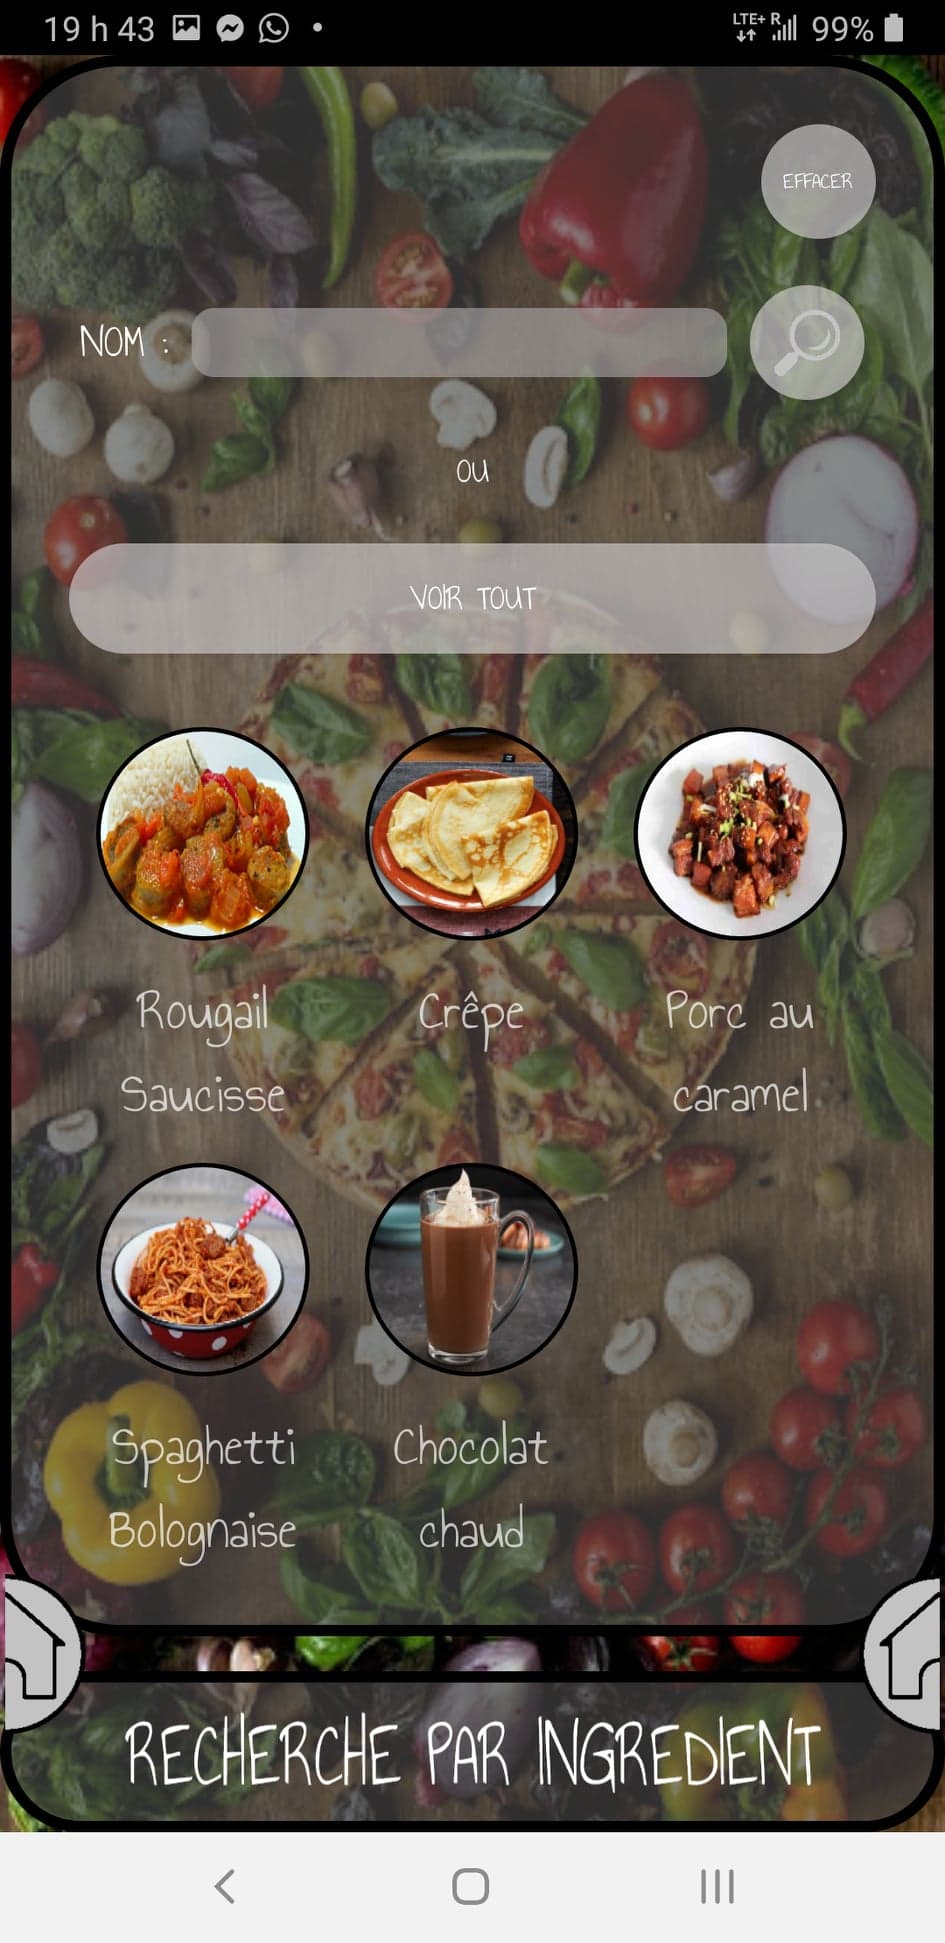 19 h 43
LTE+ R 99%
EFFACER
NOM :
OU
VOIR TOUT
Rougail Saucisse
Crêpe
Porc au caramel
Spaghetti Bolognaise
Chocolat chaud
RECHERCHE PAR INGREDIENT